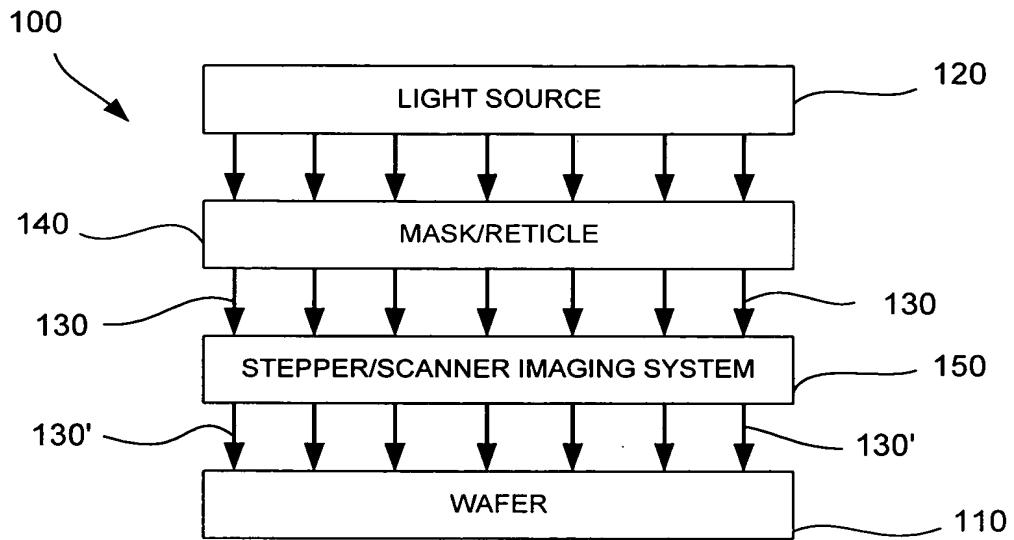 100
LIGHT SOURCE
120
140
MASK/RETICLE
130
130
STEPPER/SCANNER IMAGING SYSTEM
150
130'
130'
WAFER
110